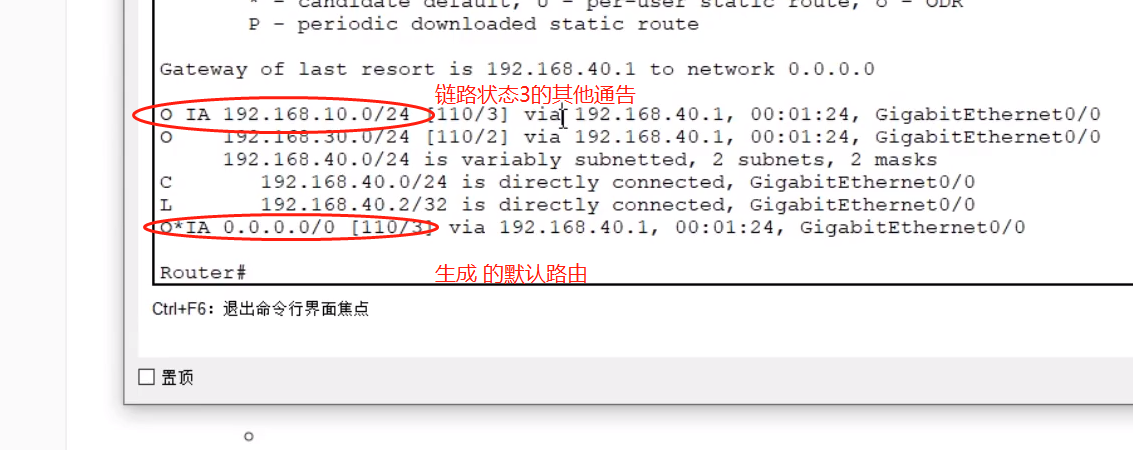 * - candidate default, U - per-user static route, o - ODR
P - periodic downloaded static route
Gateway of last resort is 192.168.40.1 to network 0.0.0.0
链路状态3的其他通告
O IA 192.168.10.0/24 [110/3] via 192.168.40.1, 00:01:24, GigabitEthernet0/0
O 192.168.30.0/24 [110/2] via 192.168.40.1, 00:01:24, GigabitEthernet0/0
192.168.40.0/24 is variably subnetted, 2 subnets, 2 masks
C 192.168.40.0/24 is directly connected, GigabitEthernet0/0
L 192.168.40.2/32 is directly connected, GigabitEthernet0/0
O*IA 0.0.0.0/0 [110/3] via 192.168.40.1, 00:01:24, GigabitEthernet0/0
Router#
生成 的默认路由
Ctrl+F6: 退出命令行界面焦点
置顶